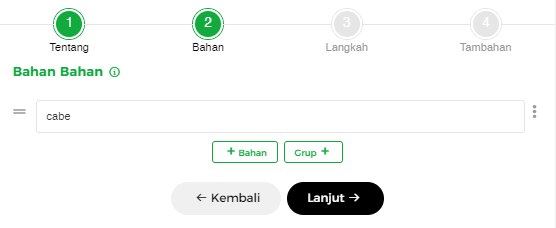 1 2 3 4
Tentang Bahan Langkah Tambahan
Bahan Bahan
cabe
+ Bahan Grup +
← Kembali Lanjut →